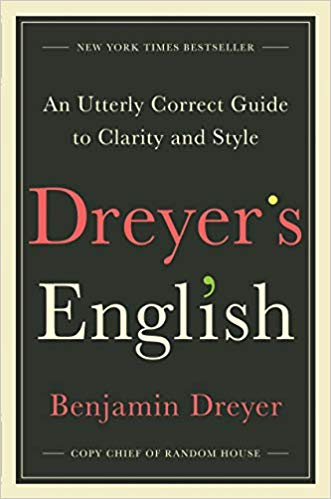 NEW YORK TIMES BESTSELLER
An Utterly Correct Guide
to Clarity and Style
Dreyer's
English
Benjamin Dreyer
COPY CHIEF OF RANDOM HOUSE